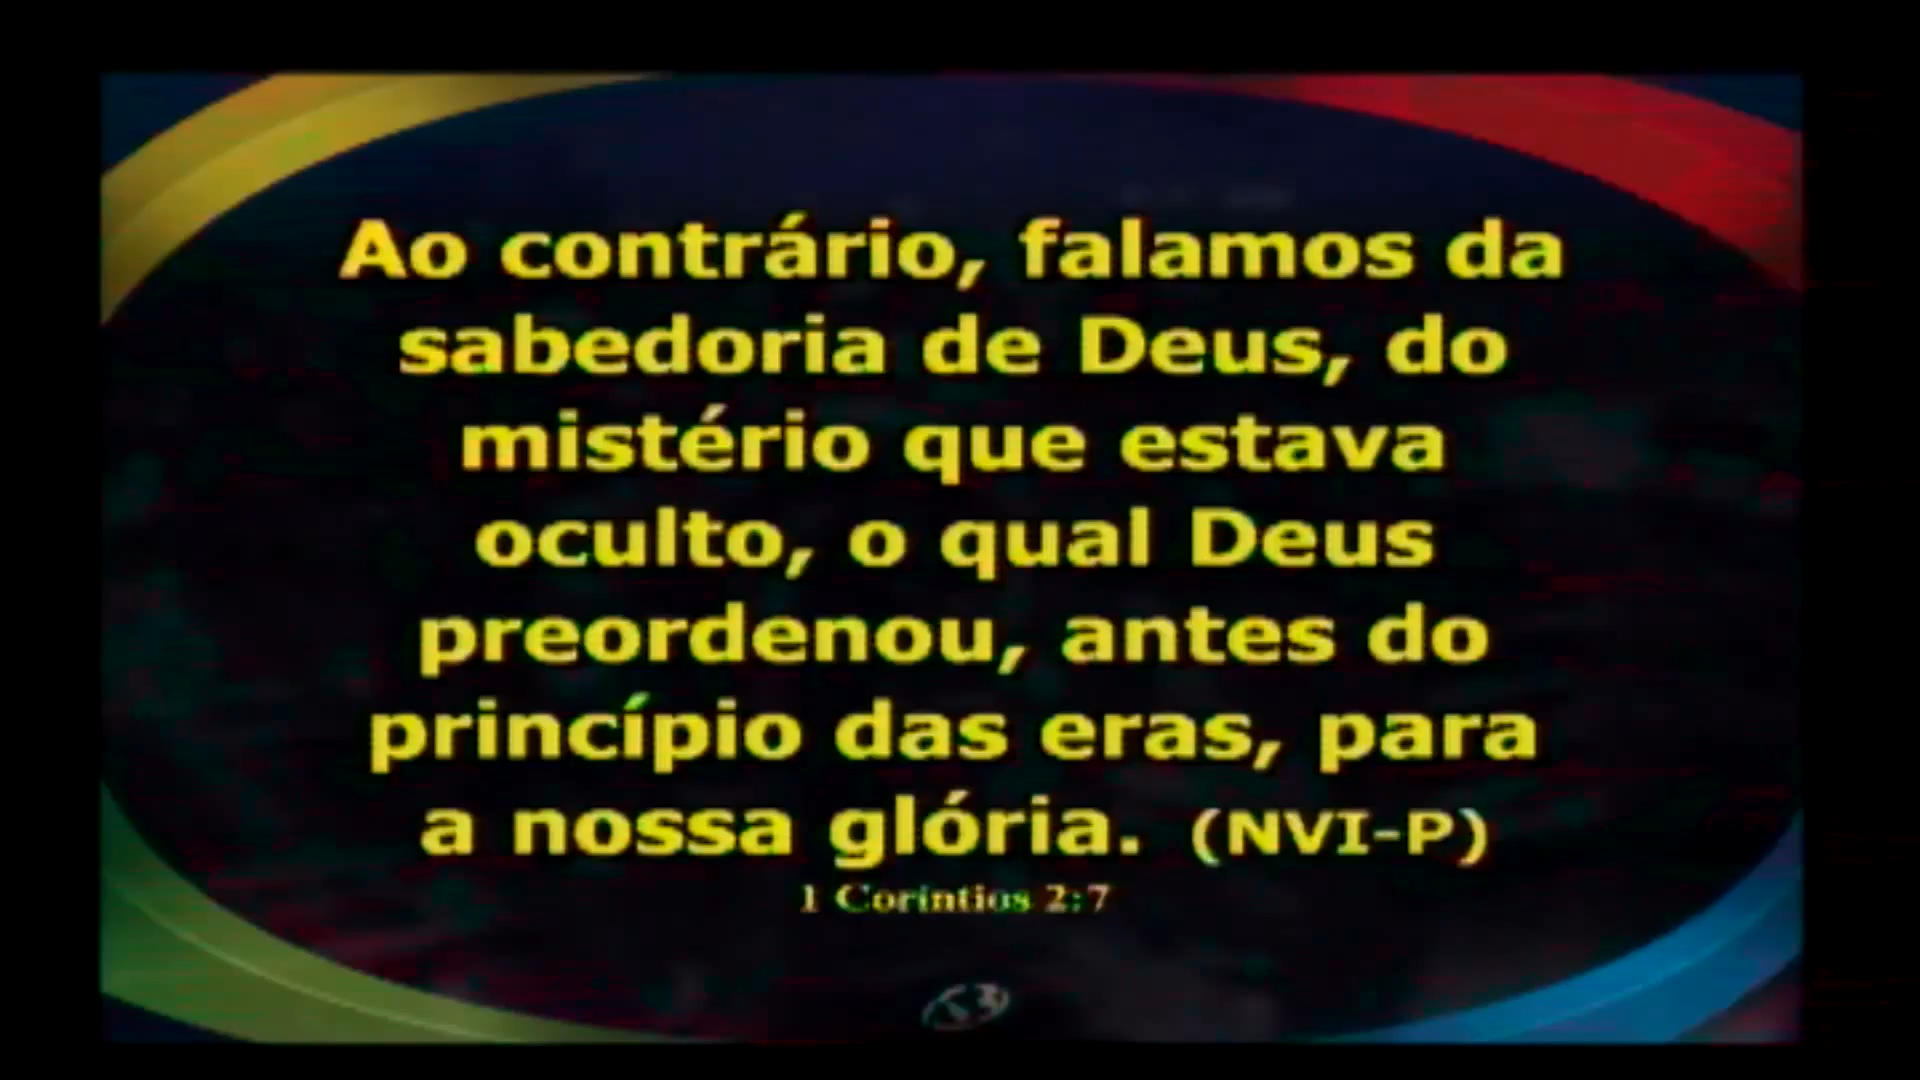 Ao contrário, falamos da
sabedoria de Deus, do
mistério que estava
oculto, o qual Deus
preordenou, antes do
princípio das eras, para
a nossa glória. (NVI-P)
1 Coríntios 2:7